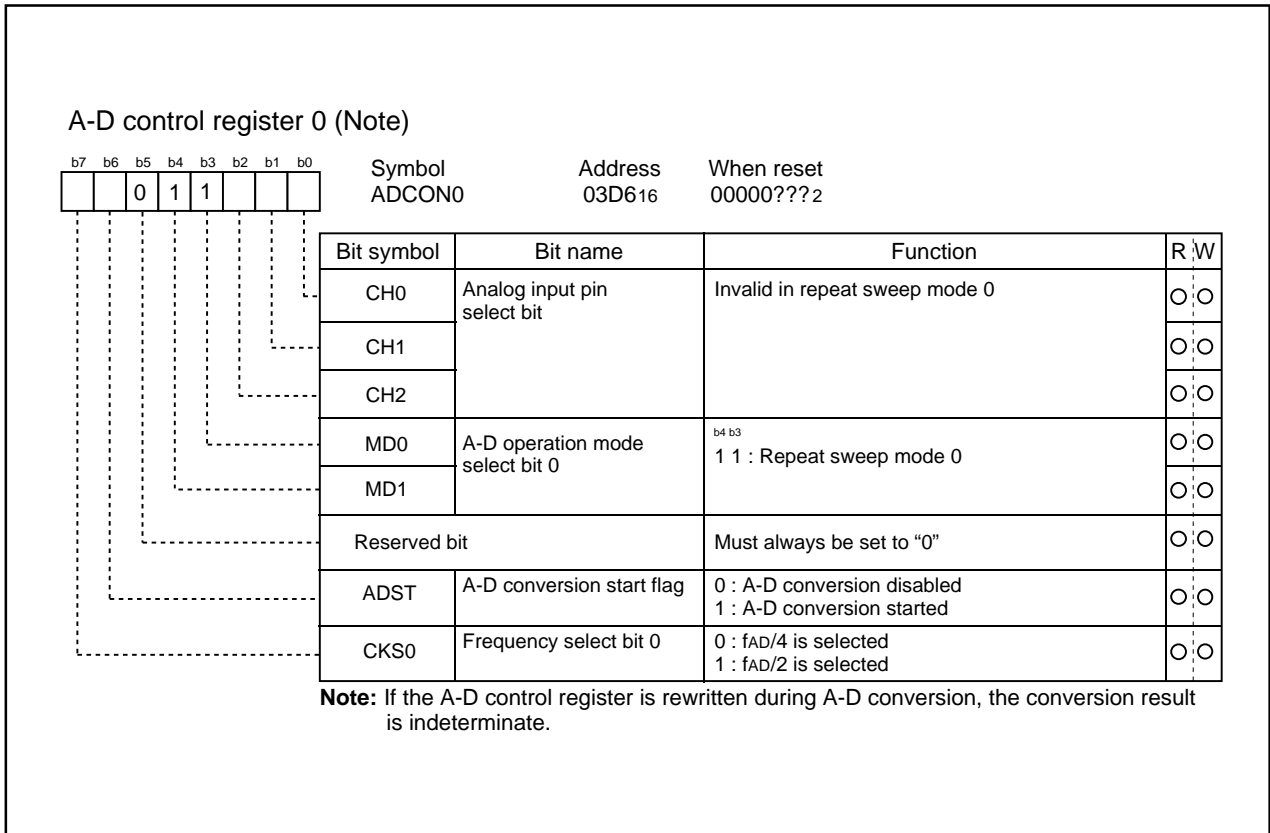 A-D control register 0 (Note)
b7 b6 b5 b4 b3 b2 b1 b0
0 1 1
Symbol Address When reset
ADCON0 03D616 00000???2
Bit symbol Bit name Function R W
CH0 Analog input pin Invalid in repeat sweep mode 0
select bit
CH1
CH2
b4 b3
MD0 A-D operation mode 1 1 : Repeat sweep mode 0
select bit 0
MD1
Reserved bit Must always be set to “0”
ADST A-D conversion start flag 0 : A-D conversion disabled
1 : A-D conversion started
CKS0 Frequency select bit 0 0 : fAD/4 is selected
1 : fAD/2 is selected
Note: If the A-D control register is rewritten during A-D conversion, the conversion result
is indeterminate.